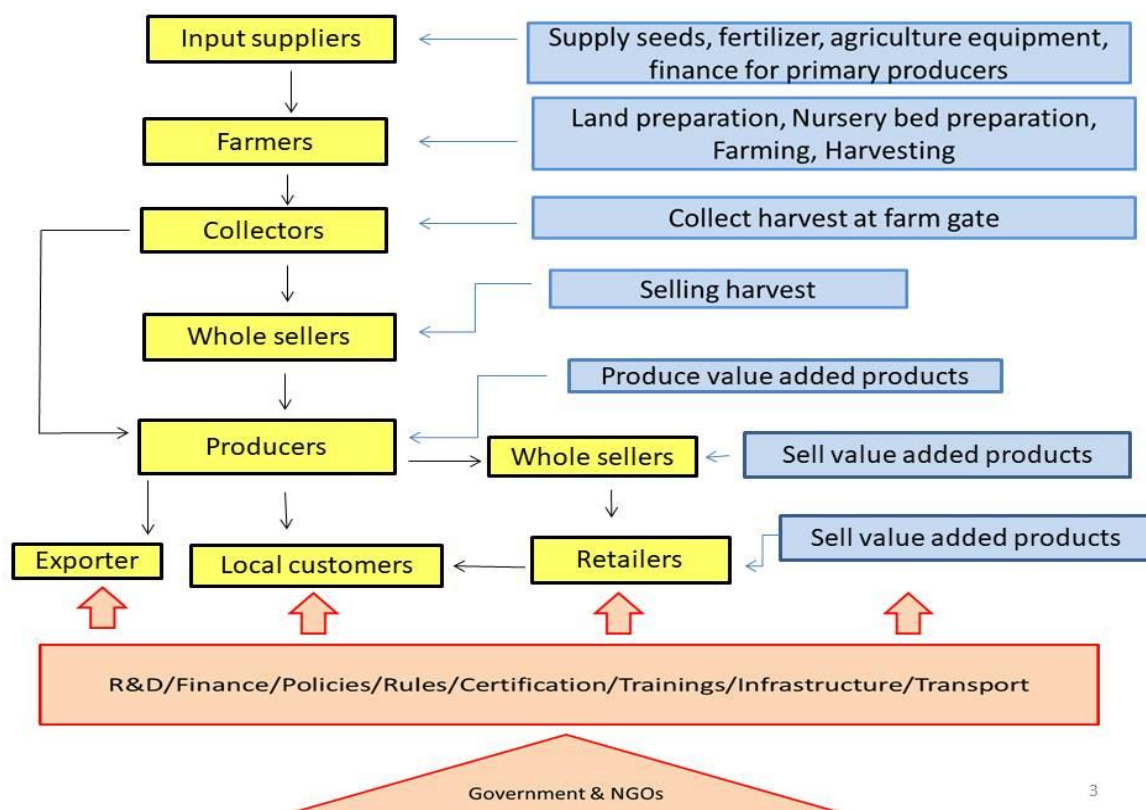 Input suppliers
Supply seeds, fertilizer, agriculture equipment,
finance for primary producers
Farmers
Land preparation, Nursery bed preparation,
Farming, Harvesting
Collectors
Collect harvest at farm gate
Selling harvest
Whole sellers
Produce value added products
Producers
Whole sellers
Sell value added products
Exporter
Local customers
Retailers
Sell value added products
R&D/Finance/Policies/Rules/Certification/Trainings/Infrastructure/Transport
Government & NGOs
3